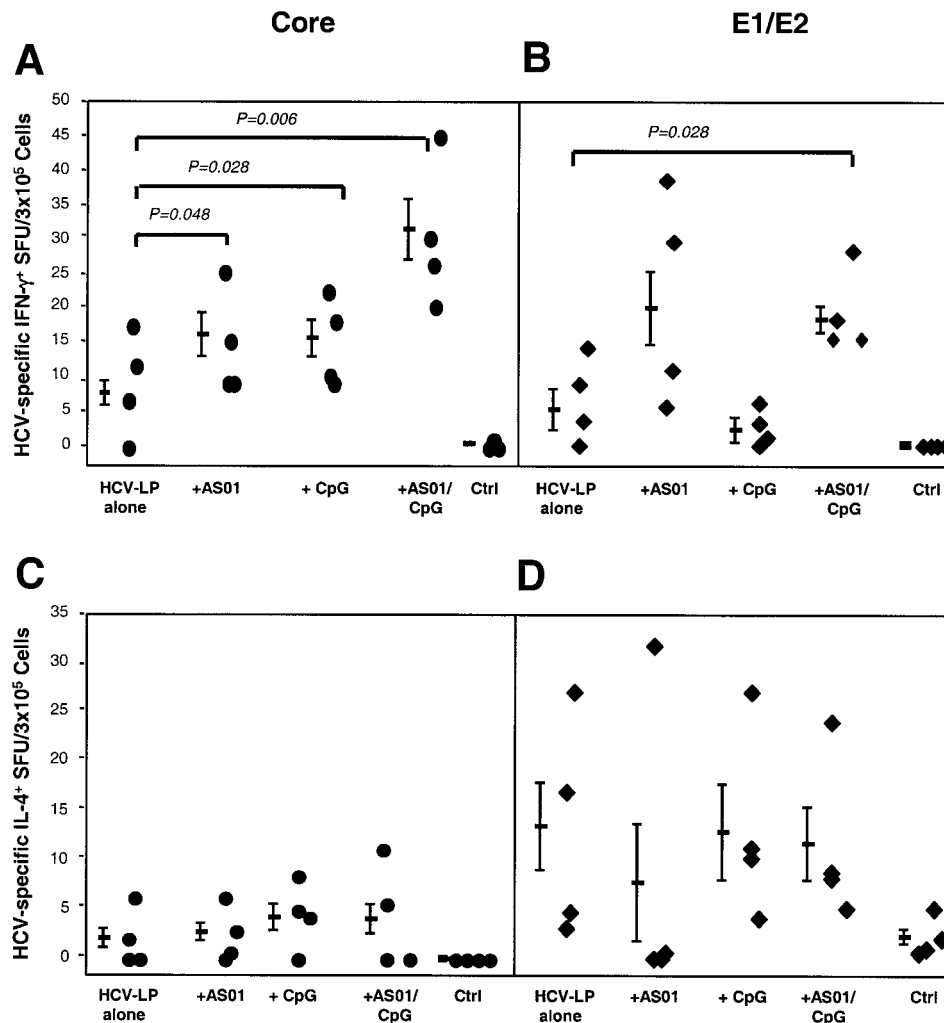 Core
E1/E2
A
B
HCV-specific IFN-γ⁺ SFU/3x10⁵ Cells
50
45
40
35
30
25
20
15
10
5
0
P=0.006
P=0.028
P=0.048
P=0.028
HCV-LP alone
+AS01
+ CpG
+AS01/ CpG
Ctrl
HCV-LP alone
+AS01
+ CpG
+AS01/ CpG
Ctrl
C
D
HCV-specific IL-4⁺ SFU/3x10⁵ Cells
35
30
25
20
15
10
5
0
HCV-LP alone
+AS01
+ CpG
+AS01/ CpG
Ctrl
HCV-LP alone
+AS01
+ CpG
+AS01/ CpG
Ctrl